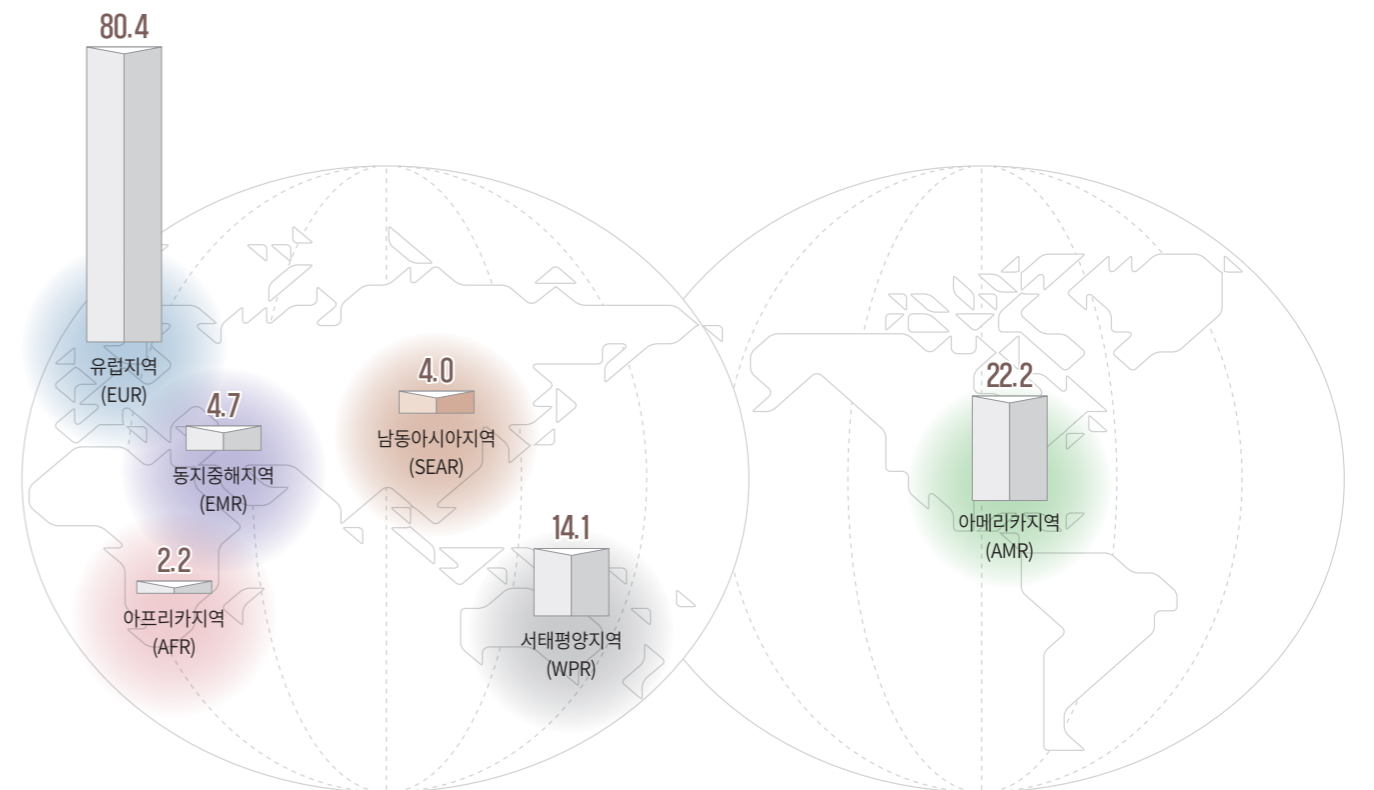 80.4
유럽지역
(EUR)
4.7
동지중해지역
(EMR)
2.2
아프리카지역
(AFR)
4.0
남동아시아지역
(SEAR)
14.1
서태평양지역
(WPR)
22.2
아메리카지역
(AMR)